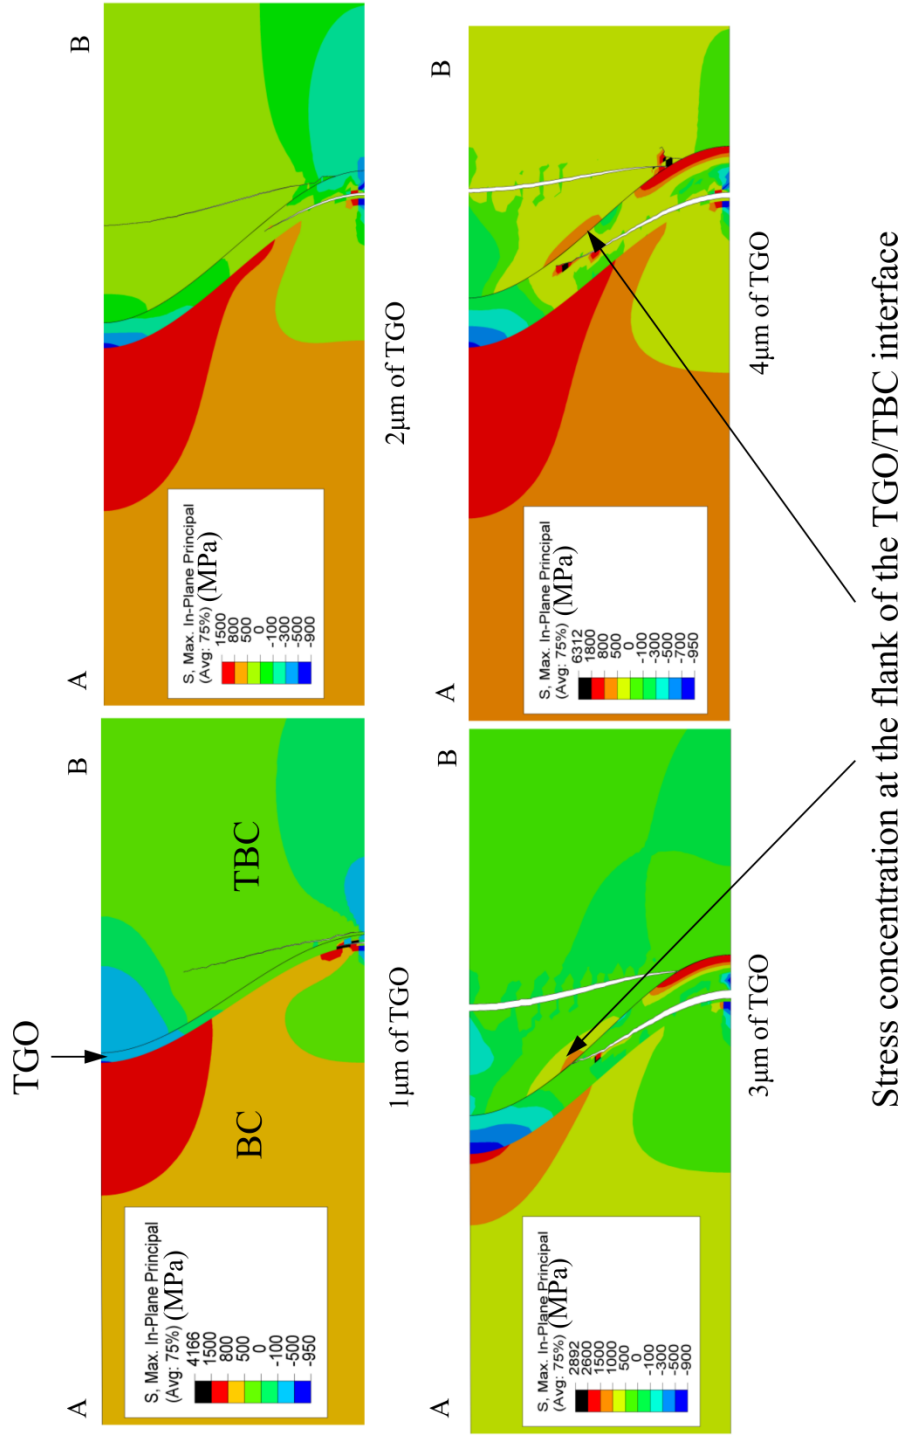 TGO
A
B
S, Max. In-Plane Principal
(Avg: 75%) (MPa)
4166
1500
800
500
0
-100
-500
-950
BC
TBC
1μm of TGO
A
B
S, Max. In-Plane Principal
(Avg: 75%) (MPa)
1500
800
500
0
-100
-300
-500
-900
2μm of TGO
A
B
S, Max. In-Plane Principal
(Avg: 75%) (MPa)
2892
2600
1500
1000
500
0
-100
-300
-500
-900
3μm of TGO
A
B
S, Max. In-Plane Principal
(Avg: 75%) (MPa)
6312
1800
800
500
0
-100
-300
-500
-700
-950
4μm of TGO
Stress concentration at the flank of the TGO/TBC interface